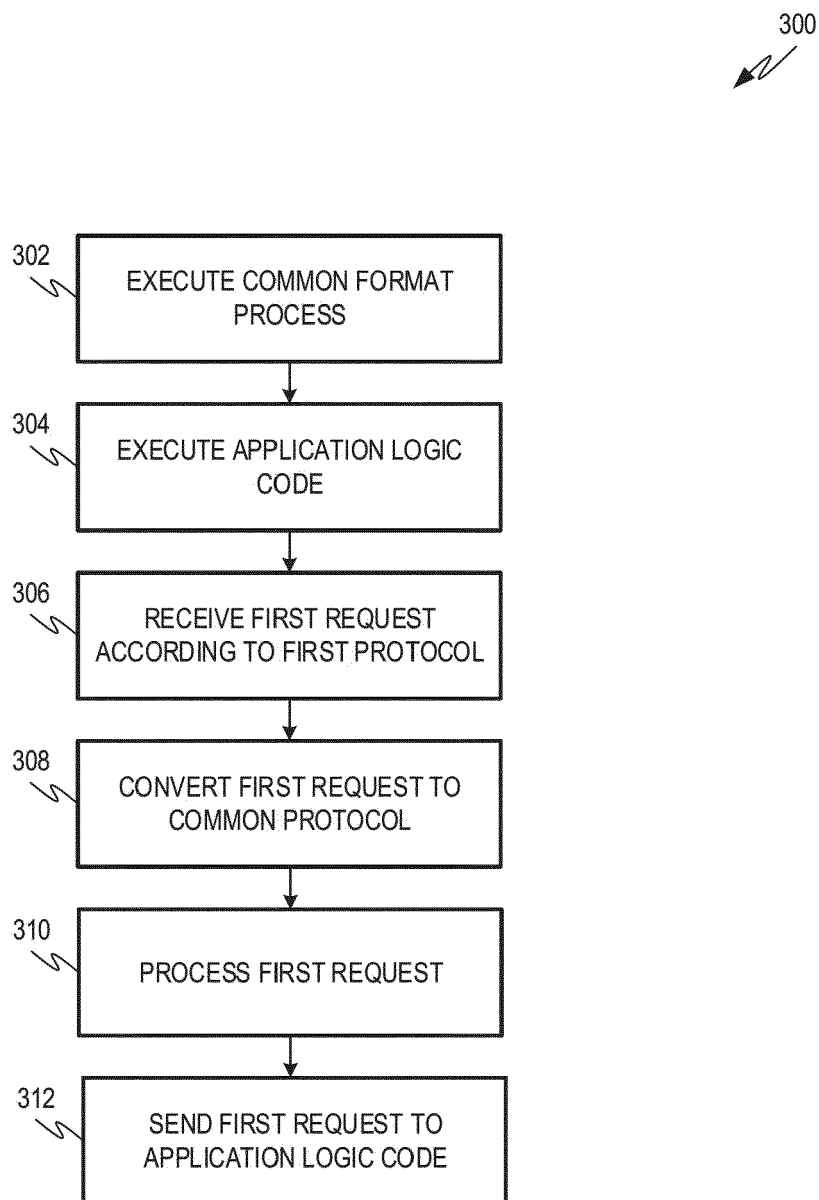 300
302
EXECUTE COMMON FORMAT
PROCESS
304
EXECUTE APPLICATION LOGIC
CODE
306
RECEIVE FIRST REQUEST
ACCORDING TO FIRST PROTOCOL
308
CONVERT FIRST REQUEST TO
COMMON PROTOCOL
310
PROCESS FIRST REQUEST
312
SEND FIRST REQUEST TO
APPLICATION LOGIC CODE